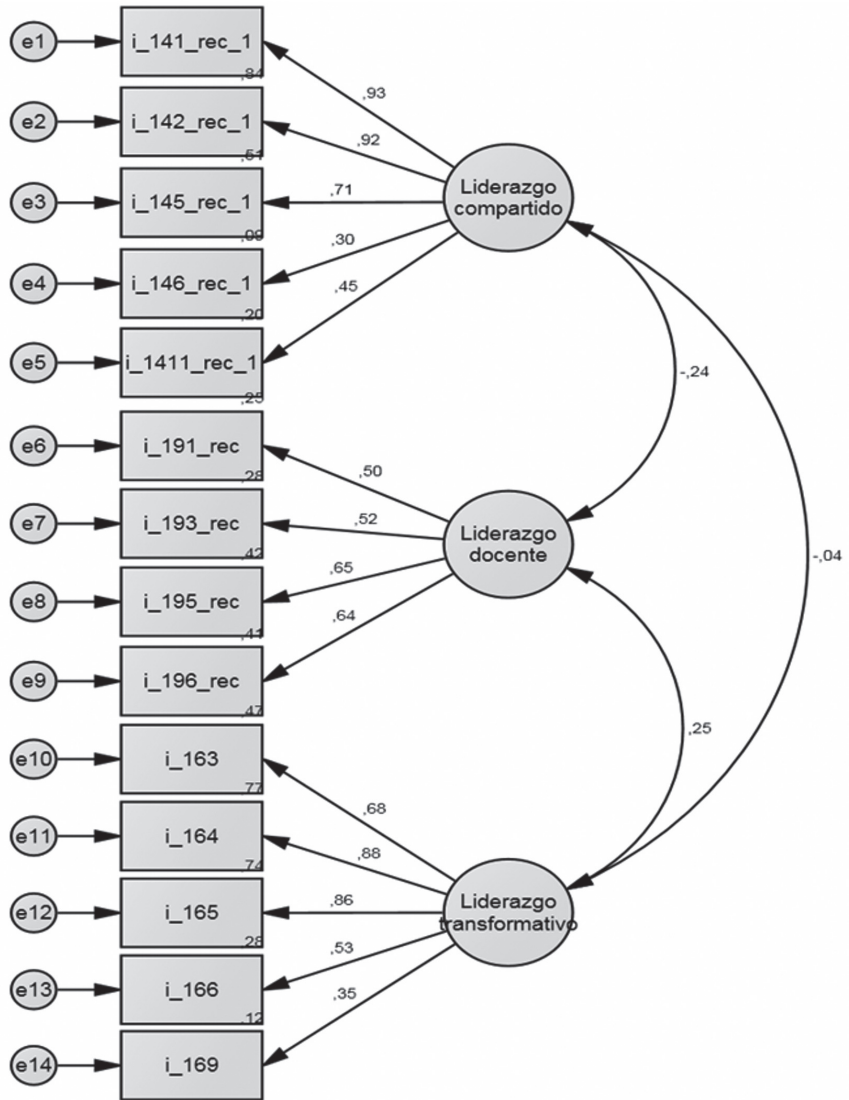 e1
i_141_rec_1
,84
e2
i_142_rec_1
,51
e3
i_145_rec_1
,09
e4
i_146_rec_1
,20
e5
i_1411_rec_1
,25
e6
i_191_rec
,28
e7
i_193_rec
,42
e8
i_195_rec
,41
e9
i_196_rec
,47
e10
i_163
,77
e11
i_164
,74
e12
i_165
,28
e13
i_166
,12
e14
i_169
,93
,92
,71
,30
,45
Liderazgo
compartido
,50
,52
,65
,64
Liderazgo
docente
,68
,88
,86
,53
,35
Liderazgo
transformativo
-,24
,25
-,04